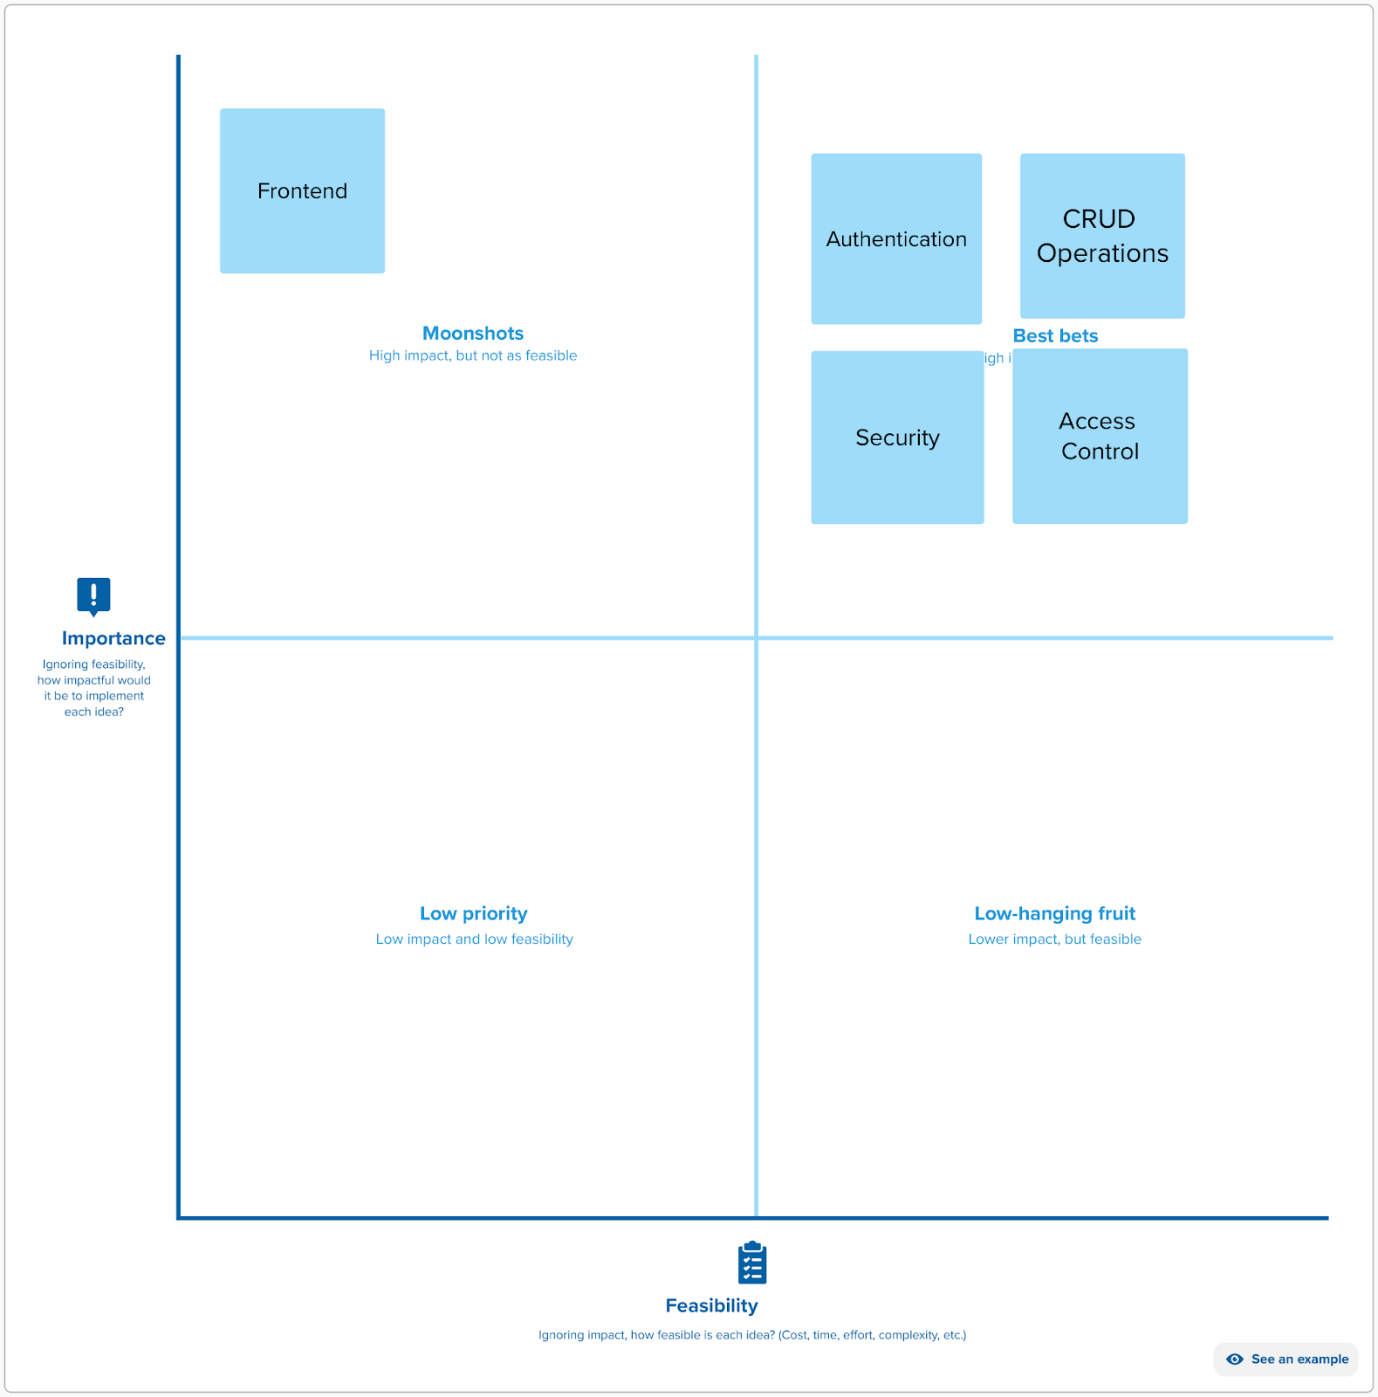 Frontend
Authentication
CRUD
Operations
Moonshots
High impact, but not as feasible
Best bets
Security
Access
Control
Importance
Ignoring feasibility,
how impactful would
it be to implement
each idea?
Low priority
Low impact and low feasibility
Low-hanging fruit
Lower impact, but feasible
Feasibility
Ignoring impact, how feasible is each idea? (Cost, time, effort, complexity, etc.)
See an example